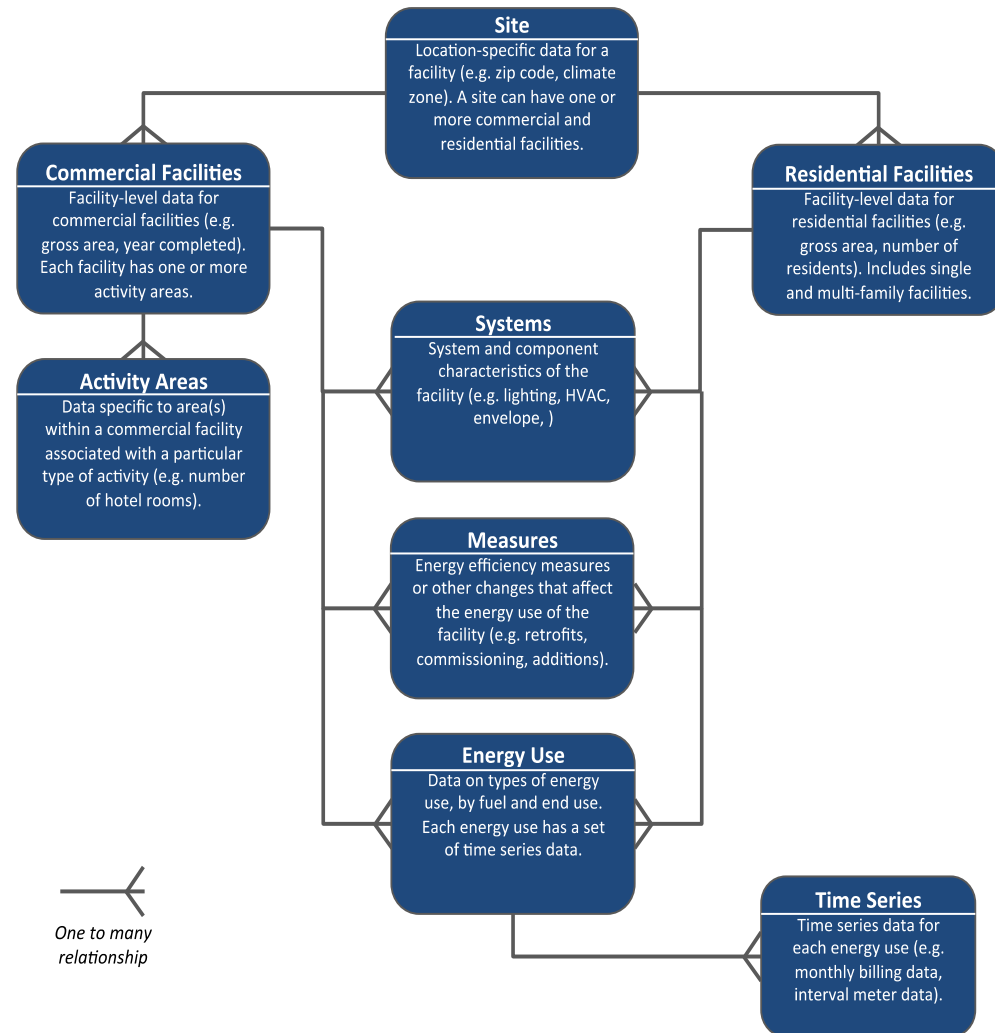 Site
Location-specific data for a
facility (e.g. zip code, climate
zone). A site can have one or
more commercial and
residential facilities.
Commercial Facilities
Facility-level data for
commercial facilities (e.g.
gross area, year completed).
Each facility has one or more
activity areas.
Residential Facilities
Facility-level data for
residential facilities (e.g.
gross area, number of
residents). Includes single
and multi-family facilities.
Systems
System and component
characteristics of the
facility (e.g. lighting, HVAC,
envelope, )
Activity Areas
Data specific to area(s)
within a commercial facility
associated with a particular
type of activity (e.g. number
of hotel rooms).
Measures
Energy efficiency measures
or other changes that affect
the energy use of the
facility (e.g. retrofits,
commissioning, additions).
Energy Use
Data on types of energy
use, by fuel and end use.
Each energy use has a set
of time series data.
One to many
relationship
Time Series
Time series data for
each energy use (e.g.
monthly billing data,
interval meter data).